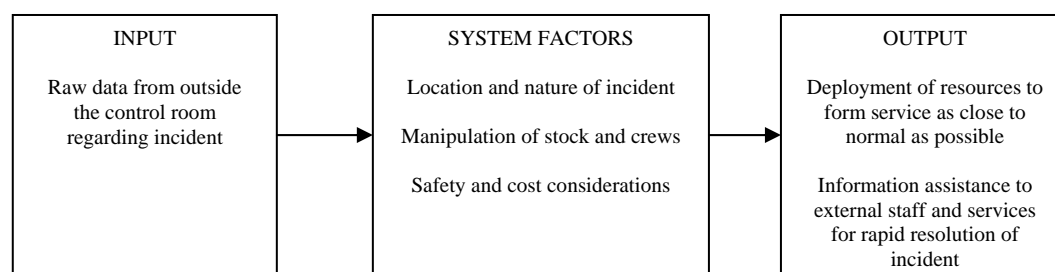 INPUT
Raw data from outside
the control room
regarding incident
SYSTEM FACTORS
Location and nature of incident
Manipulation of stock and crews
Safety and cost considerations
OUTPUT
Deployment of resources to
form service as close to
normal as possible
Information assistance to
external staff and services
for rapid resolution of
incident